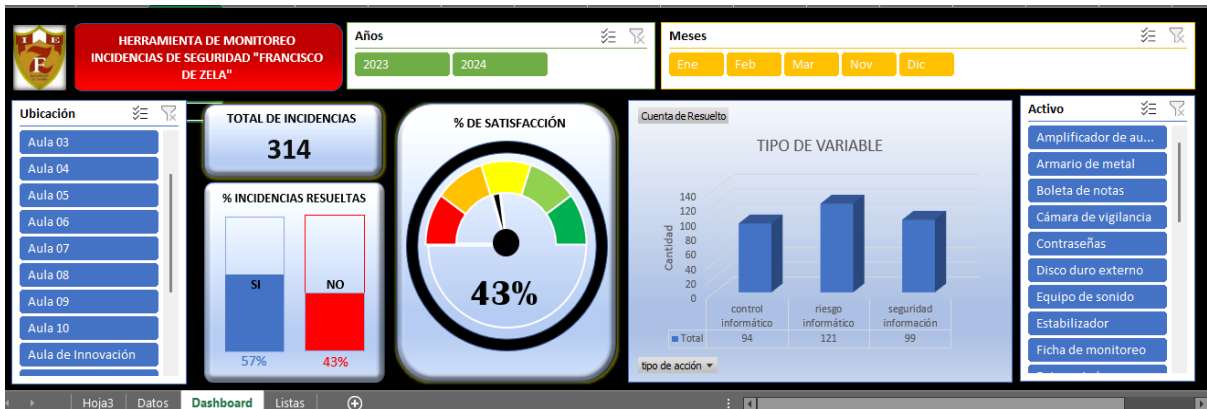 I E
F
HERRAMIENTA DE MONITOREO
INCIDENCIAS DE SEGURIDAD "FRANCISCO
DE ZELA"
Años
2023
2024
Meses
Ene
Feb
Mar
Nov
Dic
Ubicación
Aula 03
Aula 04
Aula 05
Aula 06
Aula 07
Aula 08
Aula 09
Aula 10
Aula de Innovación
TOTAL DE INCIDENCIAS
314
% INCIDENCIAS RESUELTAS
SI
NO
57%
43%
% DE SATISFACCIÓN
43%
Cuenta de Resuelto
TIPO DE VARIABLE
Cantidad
140
120
100
80
60
40
20
0
control
informático
riesgo
informático
seguridad
información
Total
94
121
99
tipo de acción
Activo
Amplificador de au...
Armario de metal
Boleta de notas
Cámara de vigilancia
Contraseñas
Disco duro externo
Equipo de sonido
Estabilizador
Ficha de monitoreo
Hoja3
Datos
Dashboard
Listas